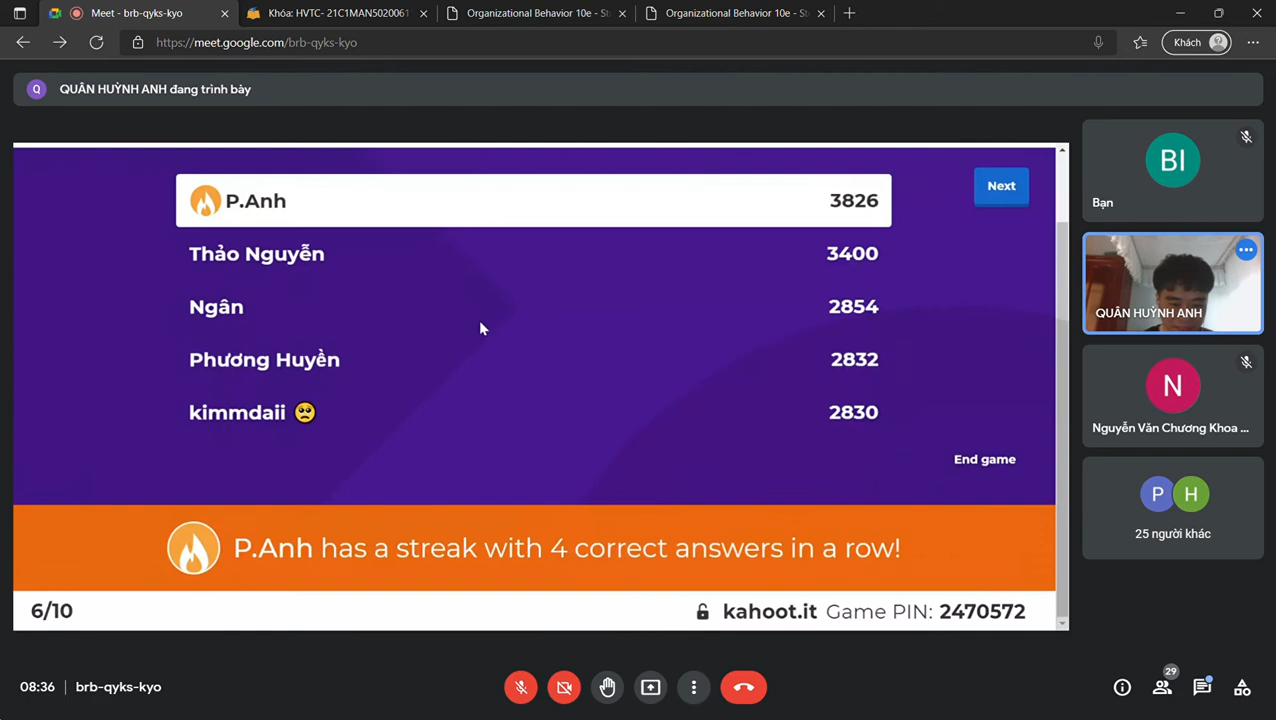 Meet - brb-qyks-kyo
Khóa: HVTC- 21C1MAN5020061
Organizational Behavior 10e - St
Organizational Behavior 10e - St
https://meet.google.com/brb-qyks-kyo
Khách
Q
QUÂN HUỲNH ANH đang trình bày
P.Anh 3826
Next
Thảo Nguyễn 3400
Ngân 2854
Phương Huyền 2832
kimmdaii 🥺 2830
End game
P.Anh has a streak with 4 correct answers in a row!
6/10
kahoot.it Game PIN: 2470572
BI
Bạn
QUÂN HUỲNH ANH
N
Nguyễn Văn Chương Khoa ...
P H
25 người khác
08:36 | brb-qyks-kyo
29